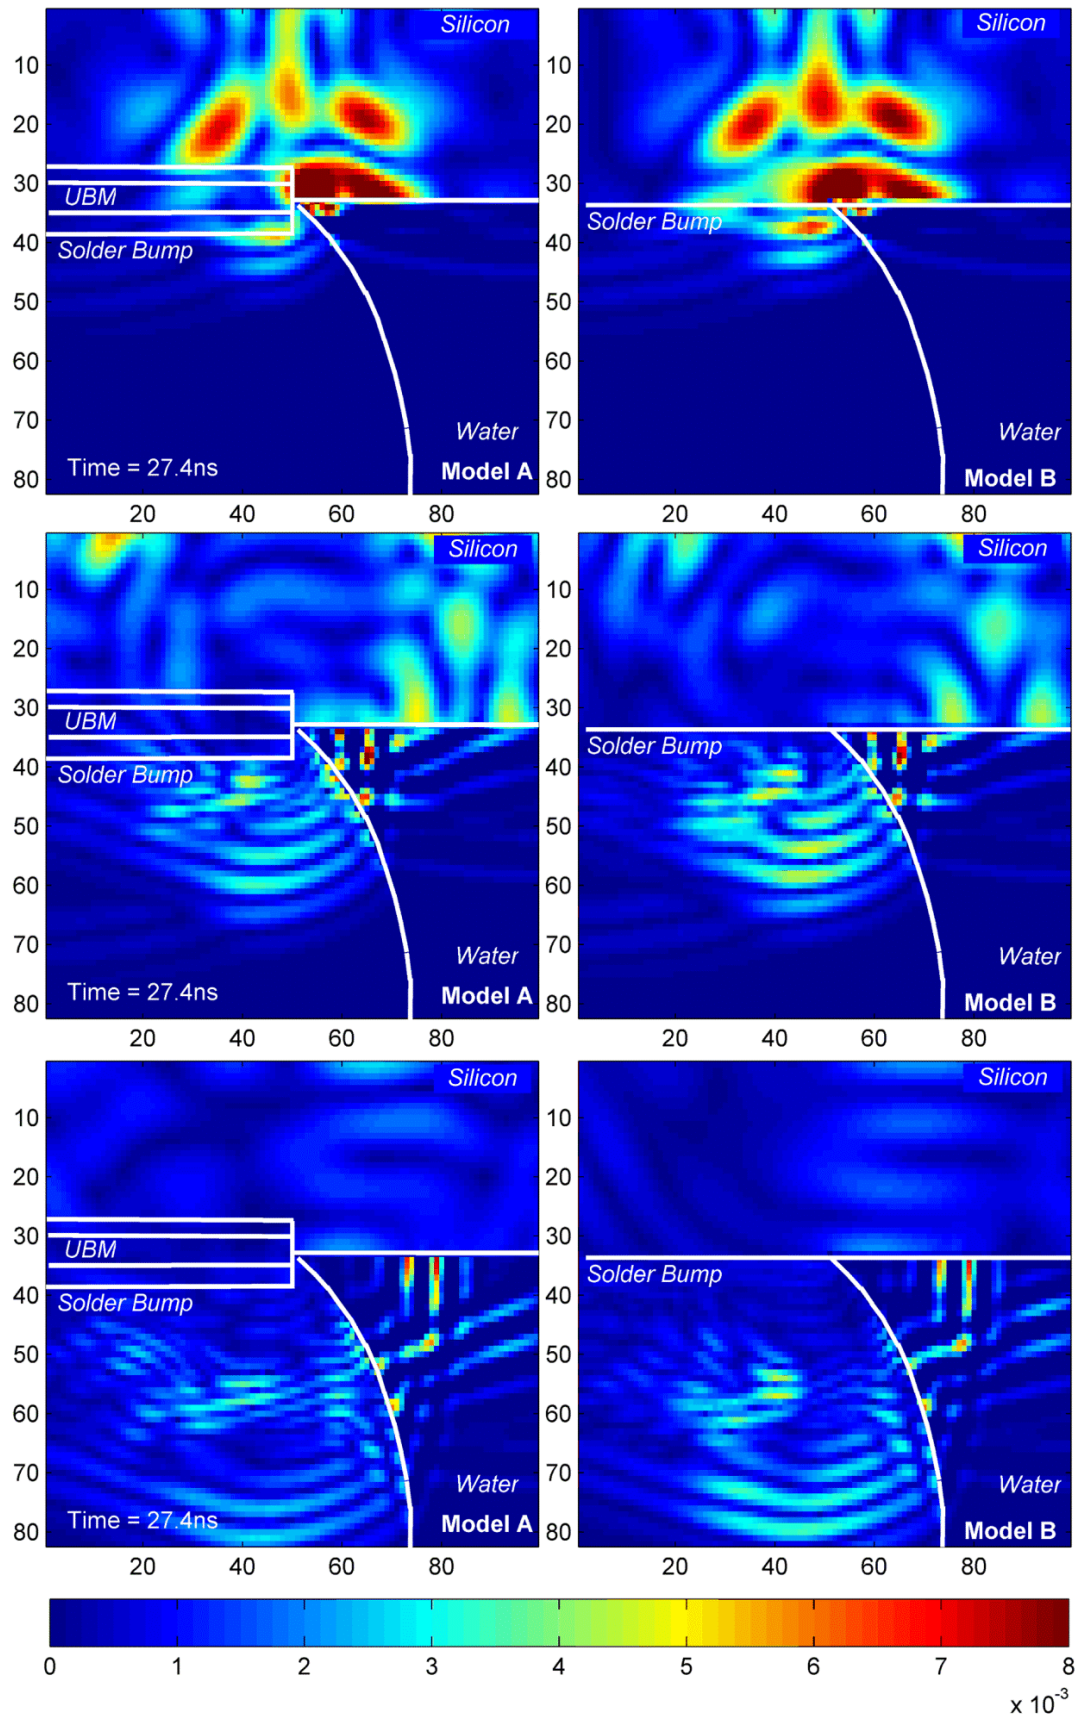 Silicon Silicon
10 10
20 20
30 30
UBM
Solder Bump Solder Bump
40 40
50 50
60 60
70 70
Water Water
Time = 27.4ns Model A Model B
80 80
20 40 60 80 20 40 60 80
Silicon Silicon
10 10
20 20
30 30
UBM
Solder Bump Solder Bump
40 40
50 50
60 60
70 70
Water Water
Time = 27.4ns Model A Model B
80 80
20 40 60 80 20 40 60 80
Silicon Silicon
10 10
20 20
30 30
UBM
Solder Bump Solder Bump
40 40
50 50
60 60
70 70
Water Water
Time = 27.4ns Model A Model B
80 80
20 40 60 80 20 40 60 80
0 1 2 3 4 5 6 7 8
x 10⁻³